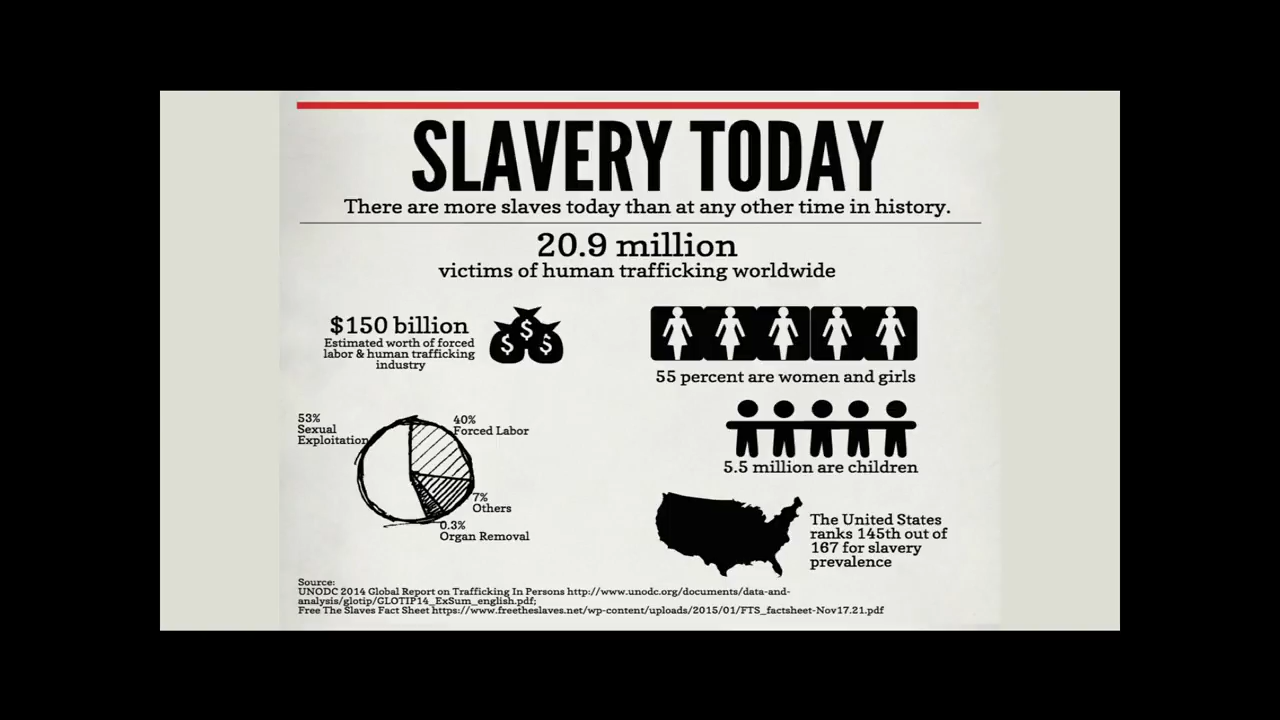 SLAVERY TODAY
There are more slaves today than at any other time in history.
20.9 million
victims of human trafficking worldwide
$150 billion
Estimated worth of forced
labor & human trafficking
industry
$ $ $
55 percent are women and girls
5.5 million are children
53%
Sexual
Exploitation
40%
Forced Labor
7%
Others
0.3%
Organ Removal
The United States
ranks 145th out of
167 for slavery
prevalence
Source:
UNODC 2014 Global Report on Trafficking In Persons http://www.unodc.org/documents/data-and-
analysis/glotip/GLOTIP14_ExSum_english.pdf;
Free The Slaves Fact Sheet https://www.freetheslaves.net/wp-content/uploads/2015/01/FTS_factsheet-Nov17.21.pdf